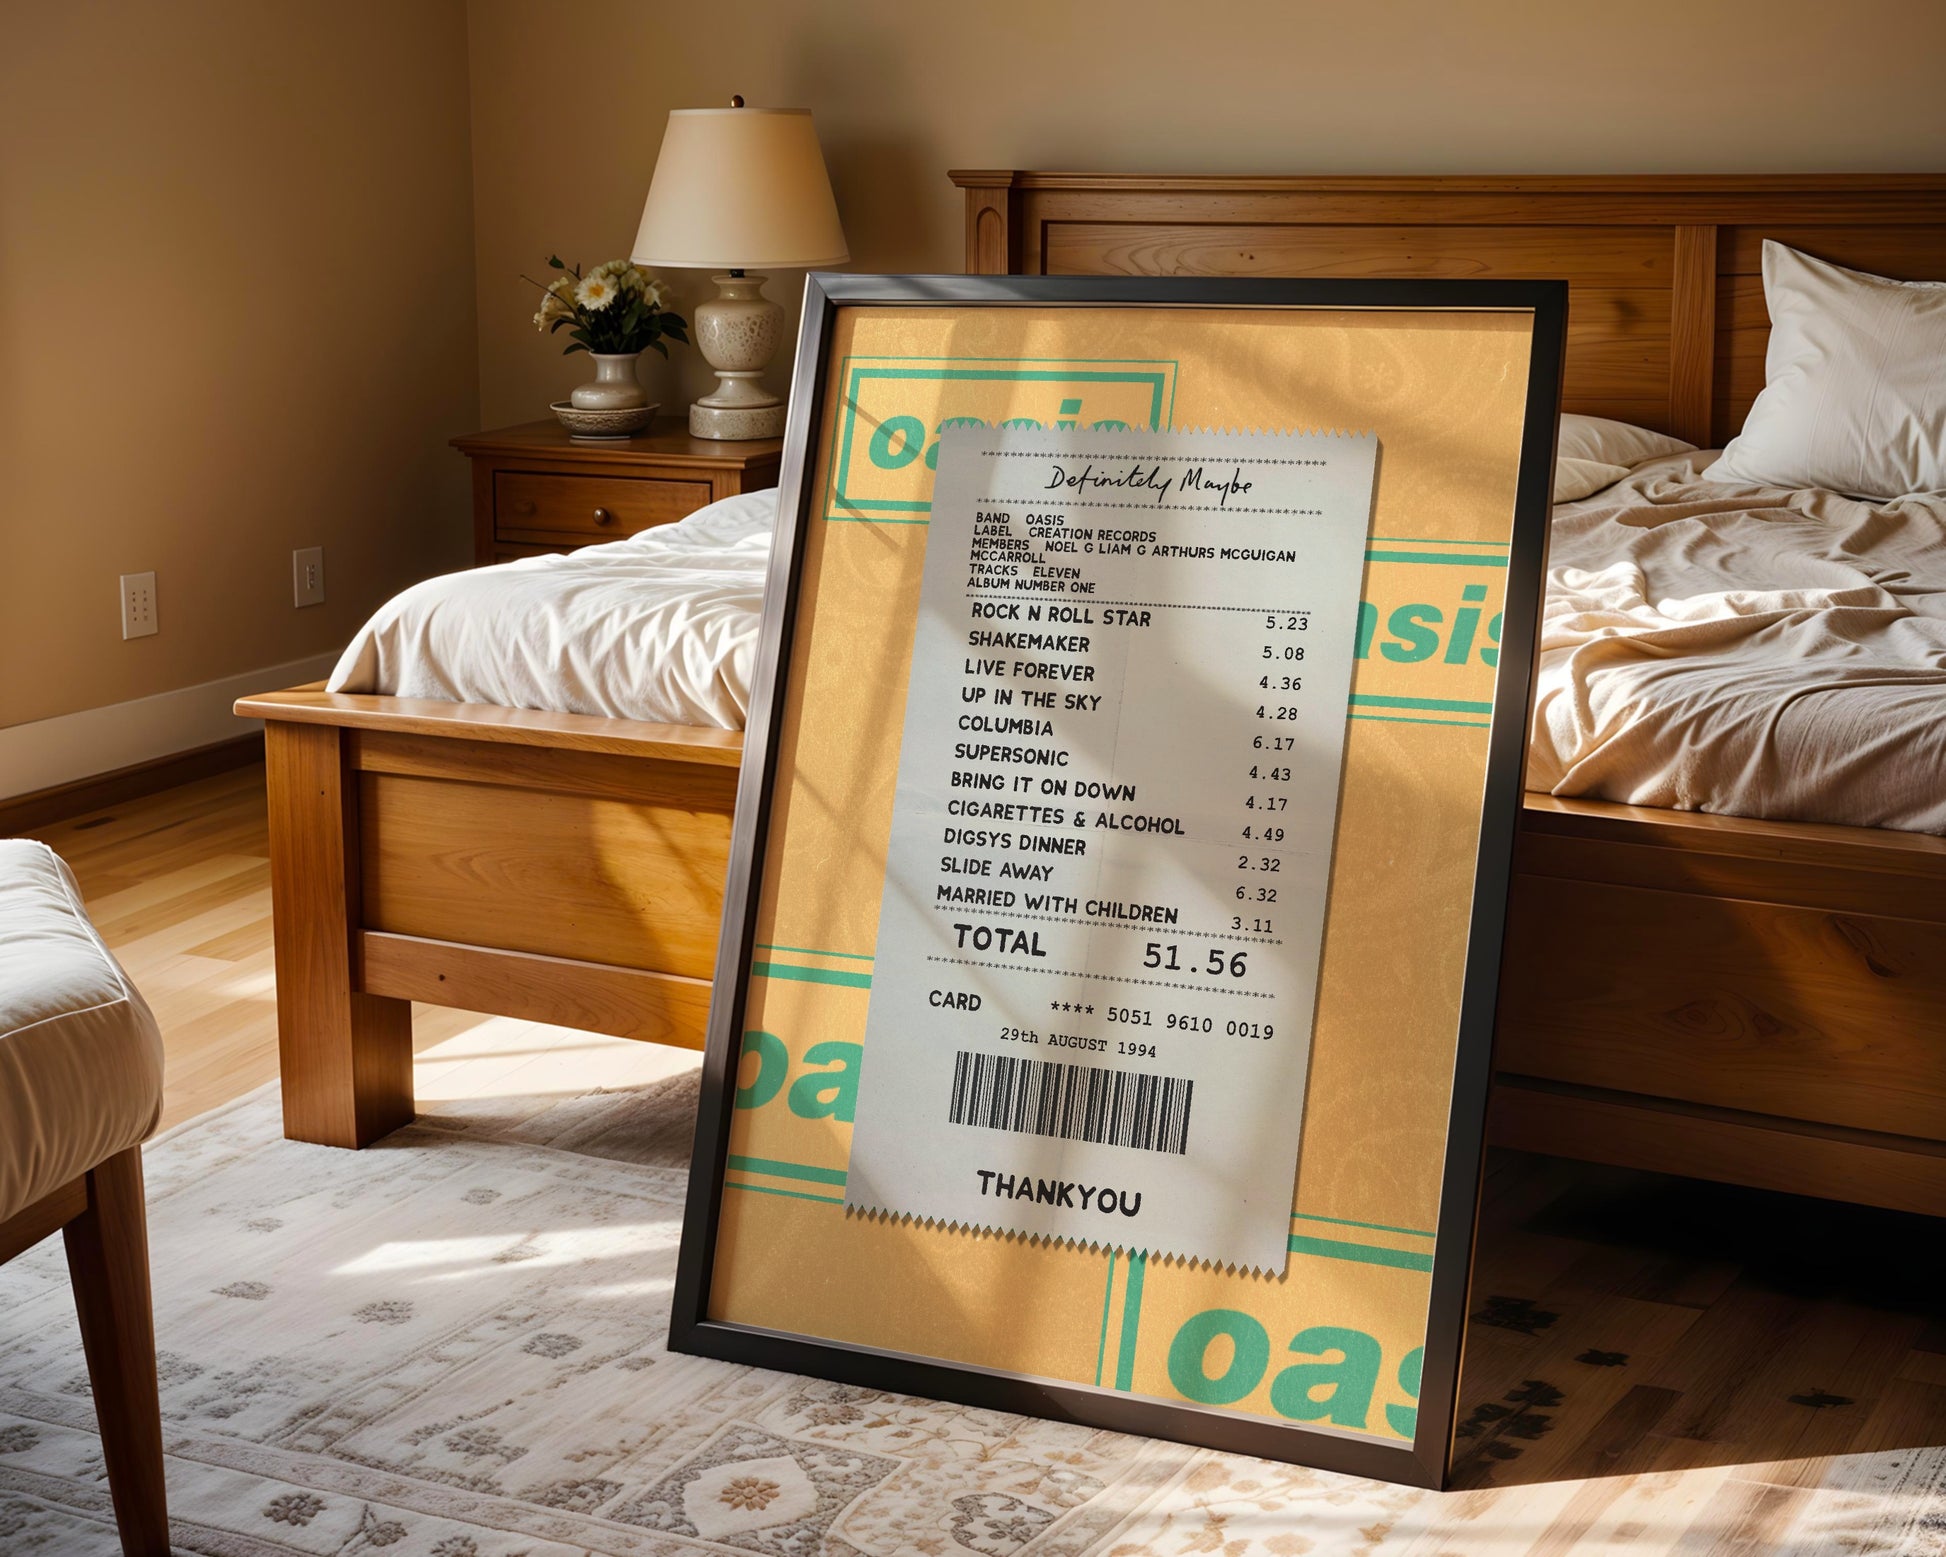 oasis
Definitely Maybe
BAND OASIS
LABEL CREATION RECORDS
MEMBERS NOEL G LIAM G ARTHURS MCGUIGAN
MCCARROLL
TRACKS ELEVEN
ALBUM NUMBER ONE
ROCK N ROLL STAR 5.23
SHAKEMAKER 5.08
LIVE FOREVER 4.36
UP IN THE SKY 4.28
COLUMBIA 6.17
SUPERSONIC 4.43
BRING IT ON DOWN 4.17
CIGARETTES & ALCOHOL 4.49
DIGSYS DINNER 2.32
SLIDE AWAY 6.32
MARRIED WITH CHILDREN 3.11
TOTAL 51.56
CARD **** 5051 9610 0019
29th AUGUST 1994
THANKYOU
asis
oa
oas